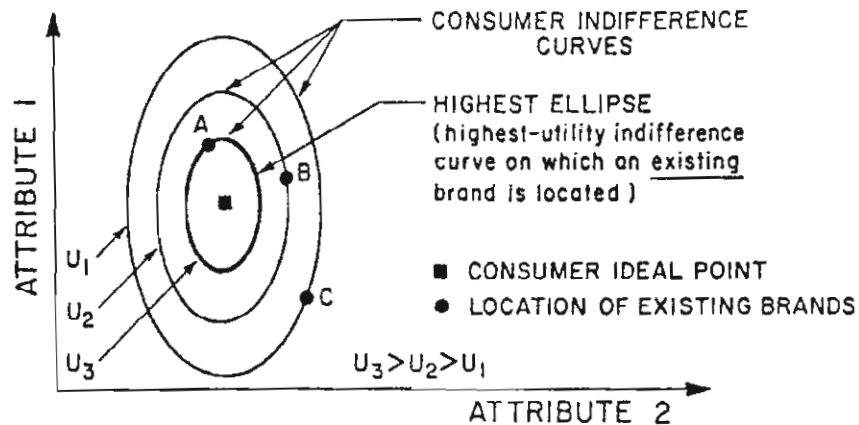 CONSUMER INDIFFERENCE
CURVES
HIGHEST ELLIPSE
(highest-utility indifference
curve on which an existing
brand is located)
A
B
C
U1
U2
U3
■ CONSUMER IDEAL POINT
● LOCATION OF EXISTING BRANDS
U3>U2>U1
ATTRIBUTE 1
ATTRIBUTE 2